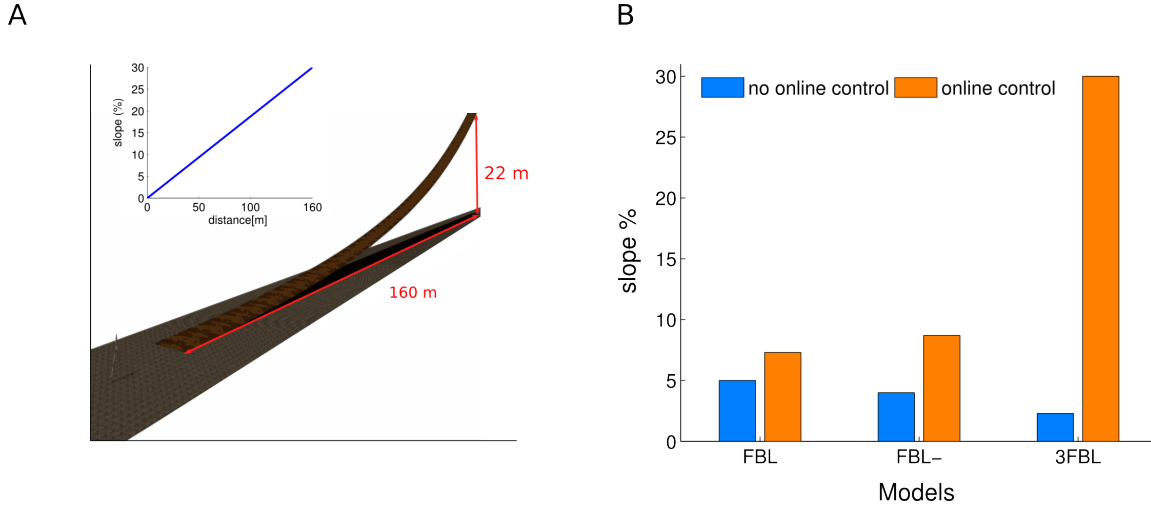 A
30
25
20
15
10
5
0
slope (%)
0 50 100 160
distance[m]
22 m
160 m
B
no online control online control
30
25
20
15
10
5
0
slope %
FBL FBL− 3FBL
Models